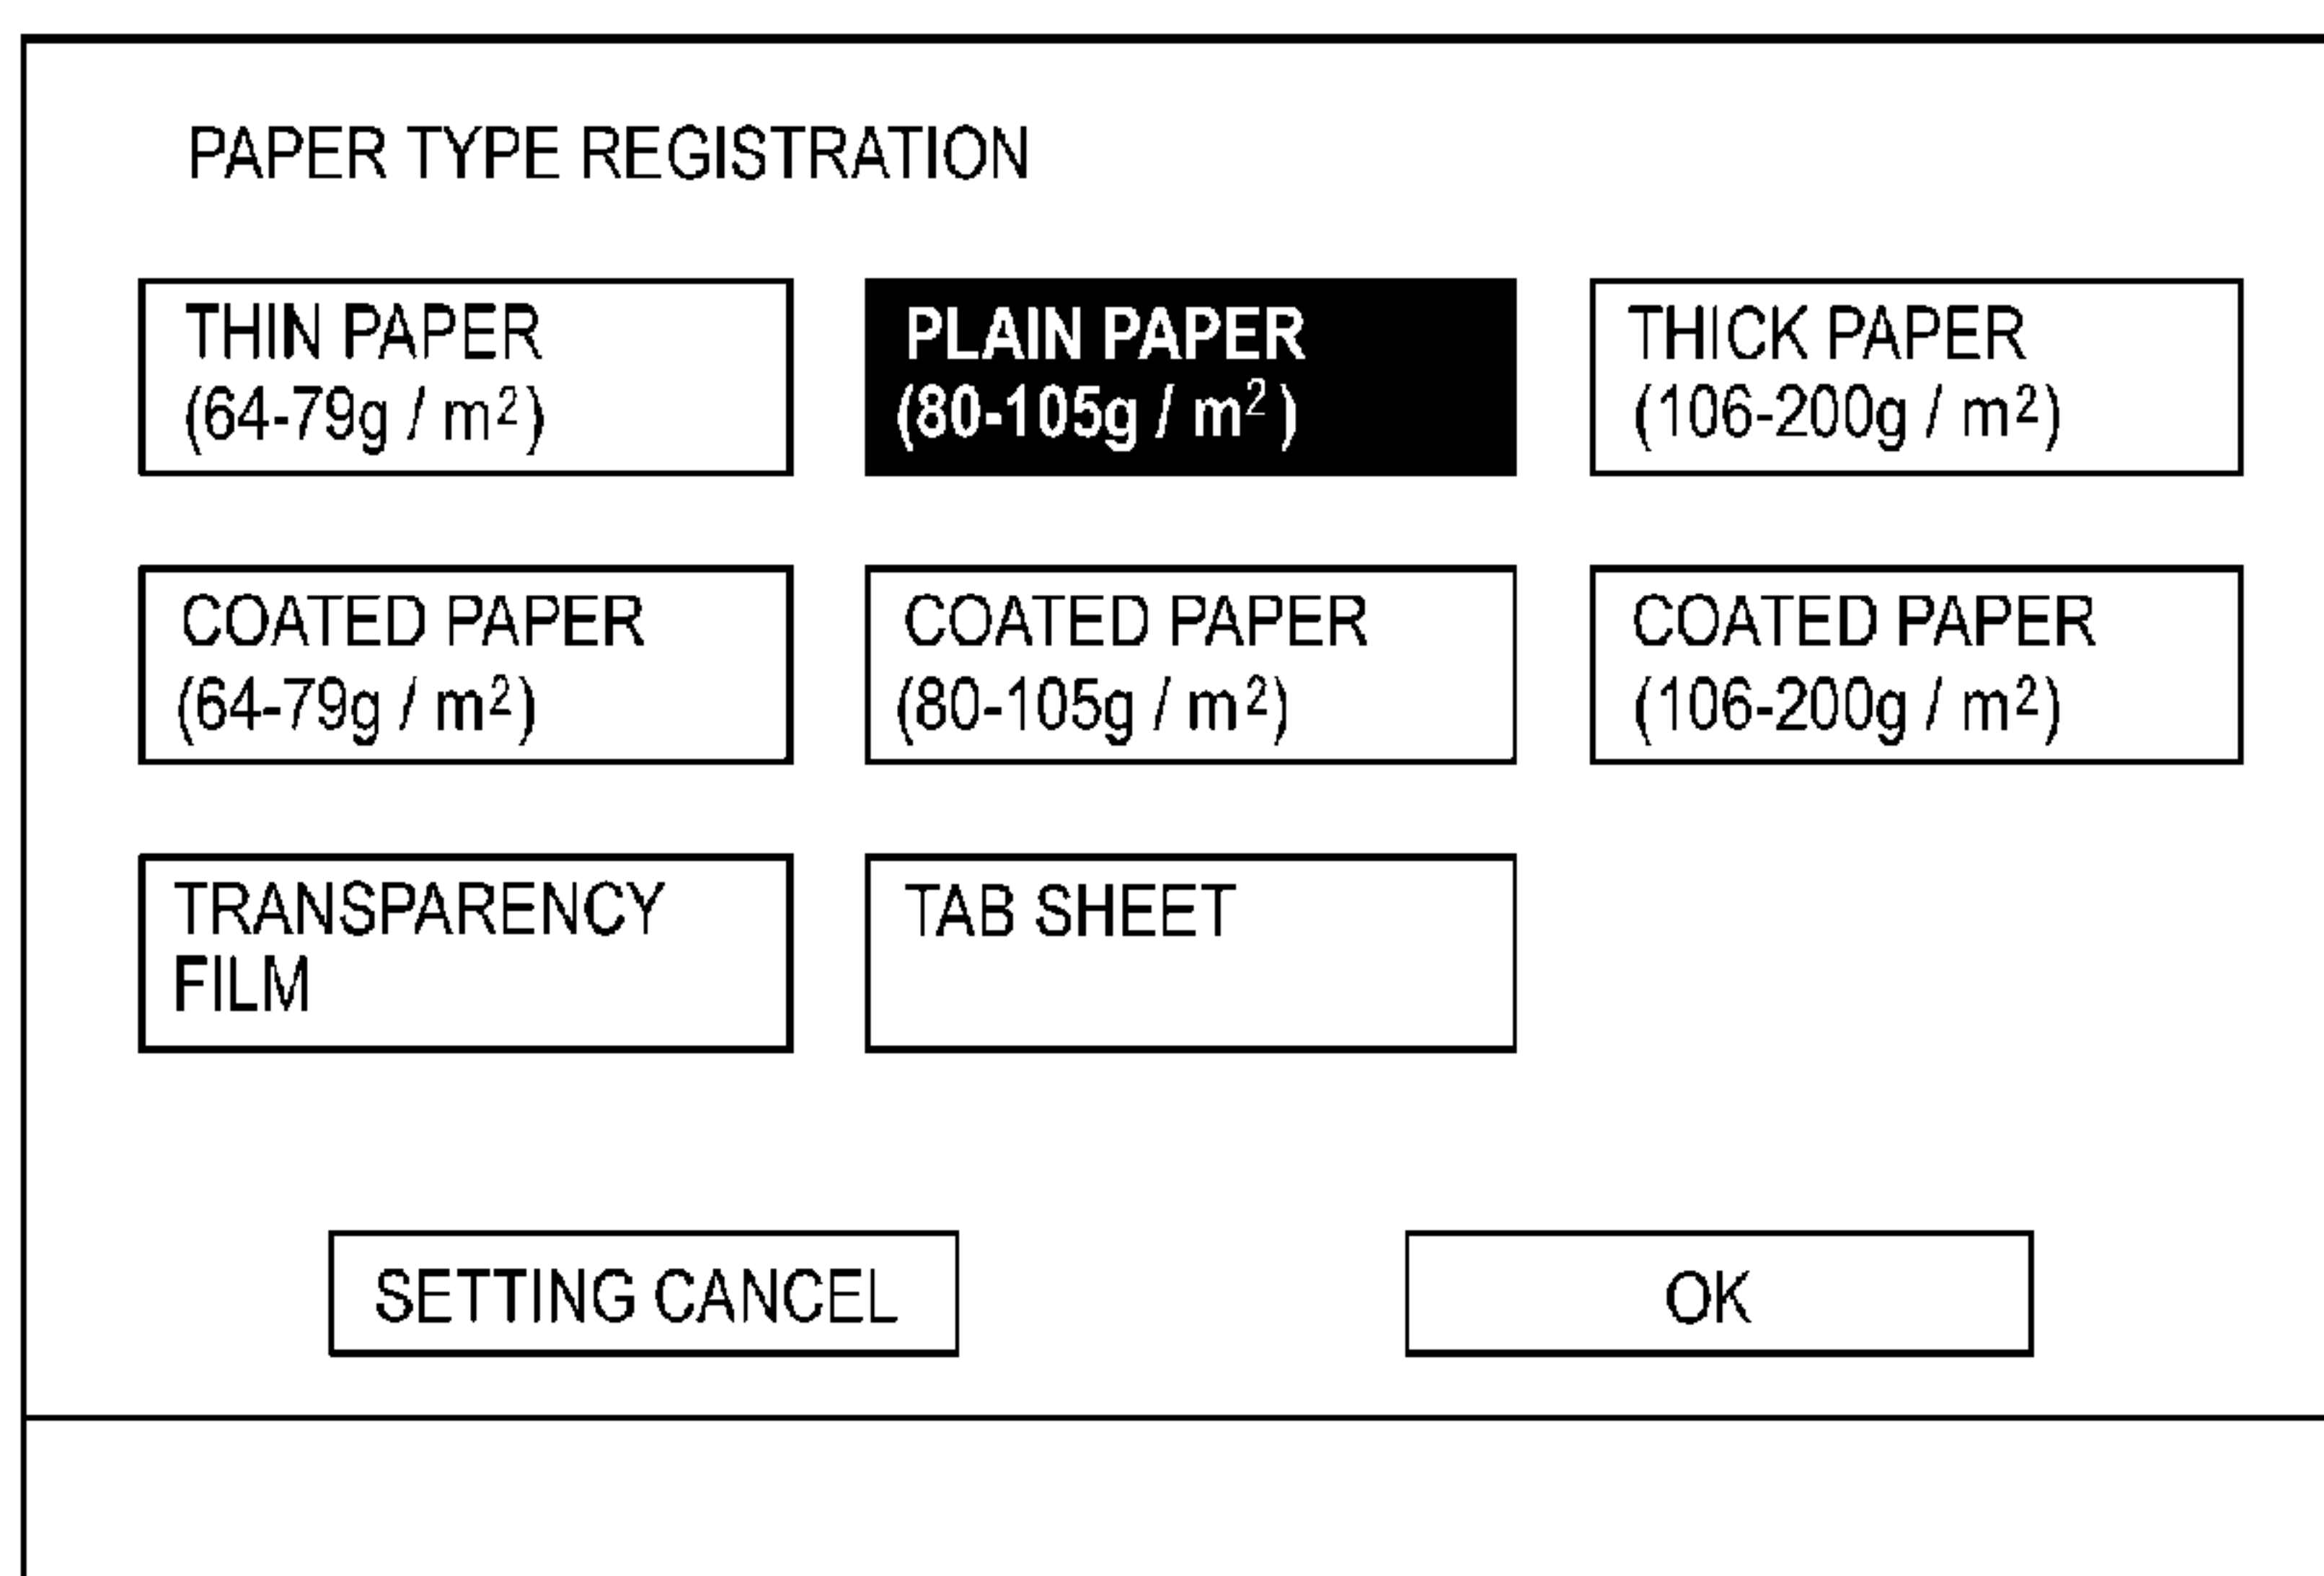 PAPER TYPE REGISTRATION
THIN PAPER
(64-79g / m²)
PLAIN PAPER
(80-105g / m²)
THICK PAPER
(106-200g / m²)
COATED PAPER
(64-79g / m²)
COATED PAPER
(80-105g / m²)
COATED PAPER
(106-200g / m²)
TRANSPARENCY
FILM
TAB SHEET
SETTING CANCEL
OK